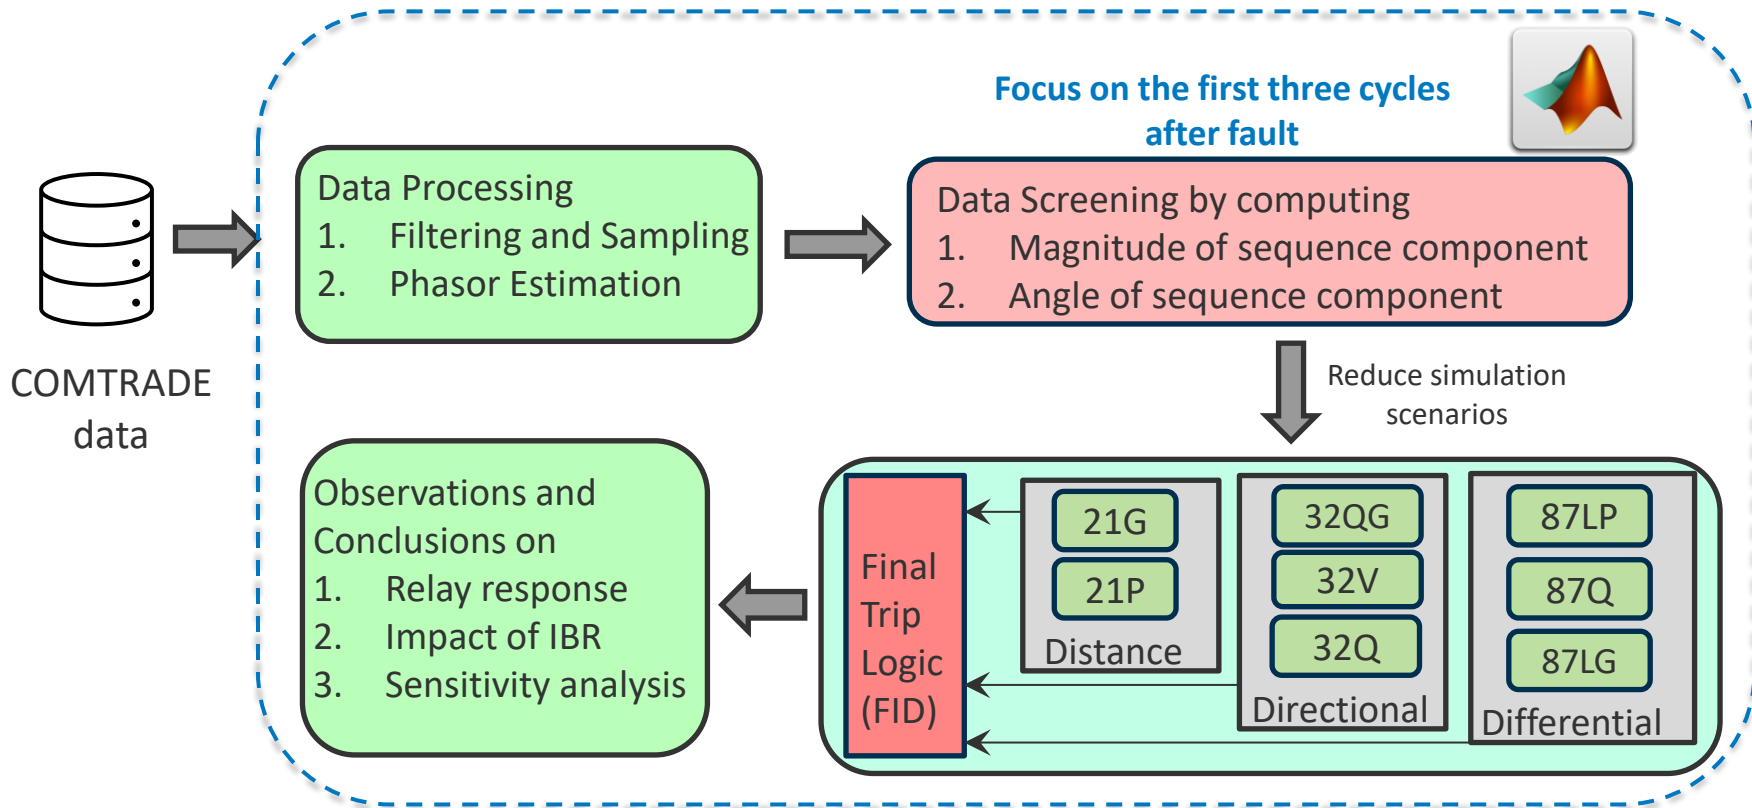 COMTRADE
data
Data Processing
1. Filtering and Sampling
2. Phasor Estimation
Focus on the first three cycles
after fault
Data Screening by computing
1. Magnitude of sequence component
2. Angle of sequence component
Reduce simulation
scenarios
Final
Trip
Logic
(FID)
21G
21P
Distance
32QG
32V
32Q
Directional
87LP
87Q
87LG
Differential
Observations and
Conclusions on
1. Relay response
2. Impact of IBR
3. Sensitivity analysis